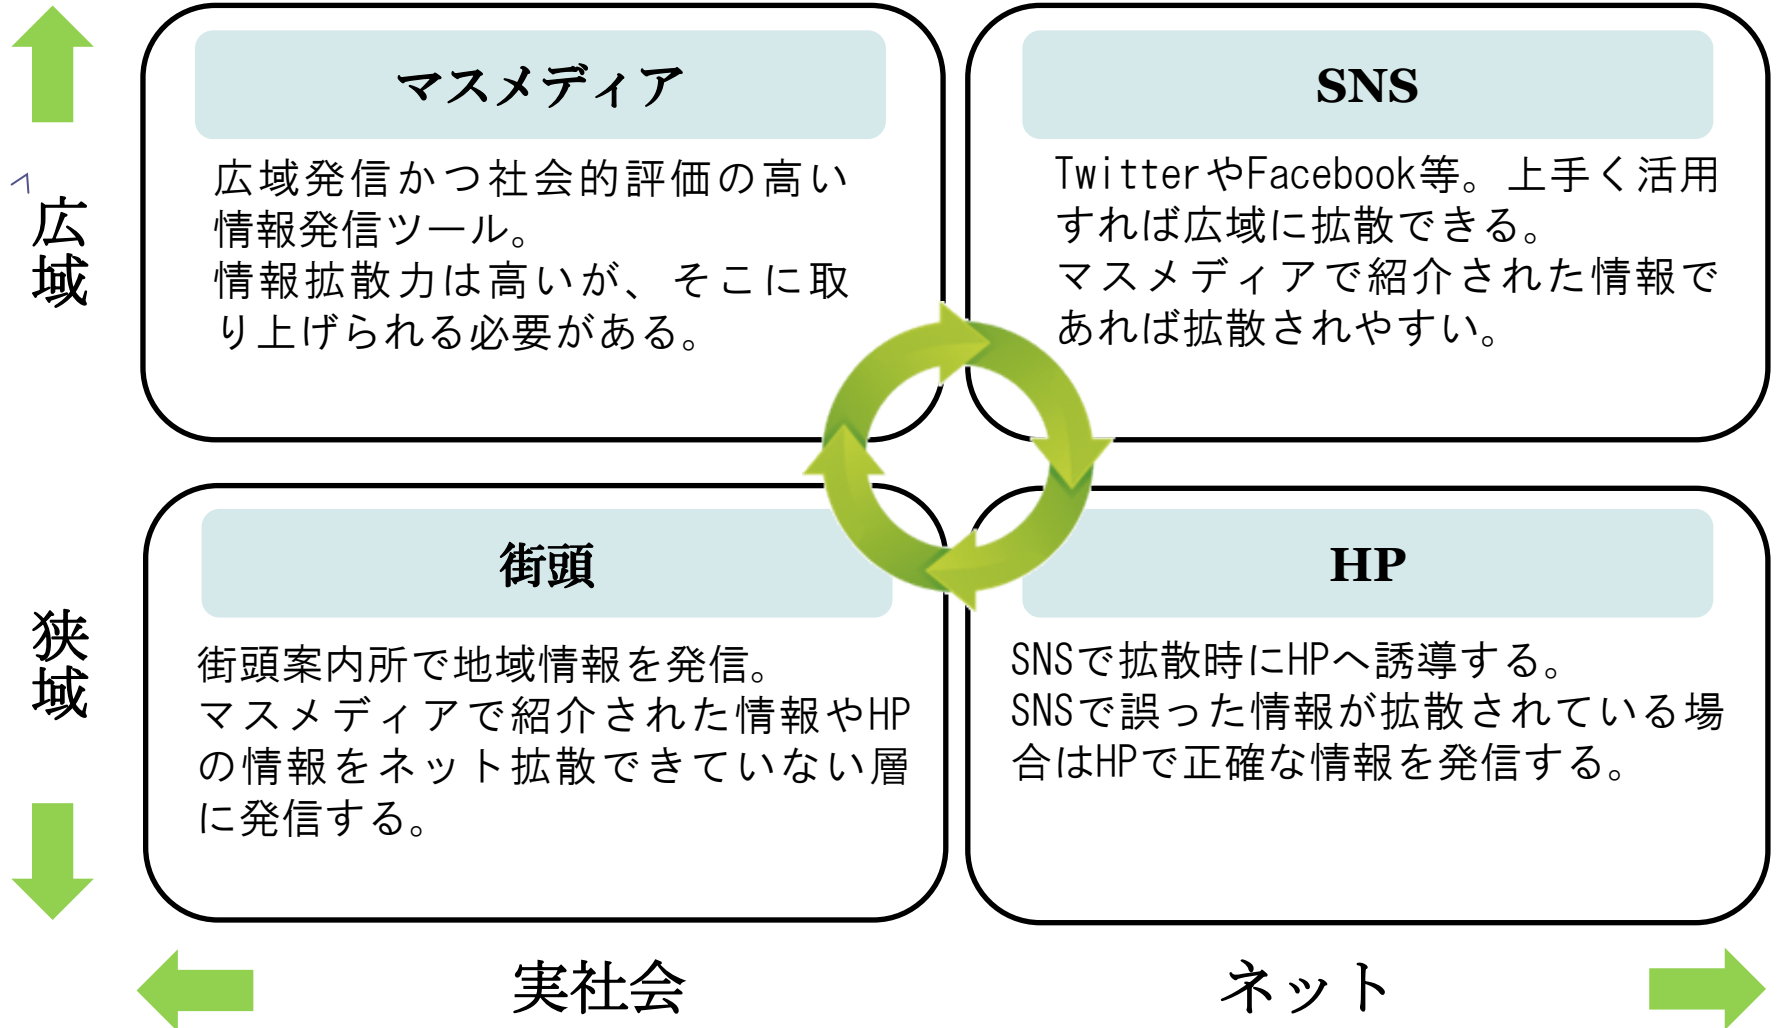 マスメディア
広域発信かつ社会的評価の高い
情報発信ツール。
情報拡散力は高いが、そこに取
り上げられる必要がある。
SNS
TwitterやFacebook等。上手く活用
すれば広域に拡散できる。
マスメディアで紹介された情報で
あれば拡散されやすい。
広域
街頭
街頭案内所で地域情報を発信。
マスメディアで紹介された情報やHP
の情報をネット拡散できていない層
に発信する。
HP
SNSで拡散時にHPへ誘導する。
SNSで誤った情報が拡散されている場
合はHPで正確な情報を発信する。
狭域
実社会
ネット